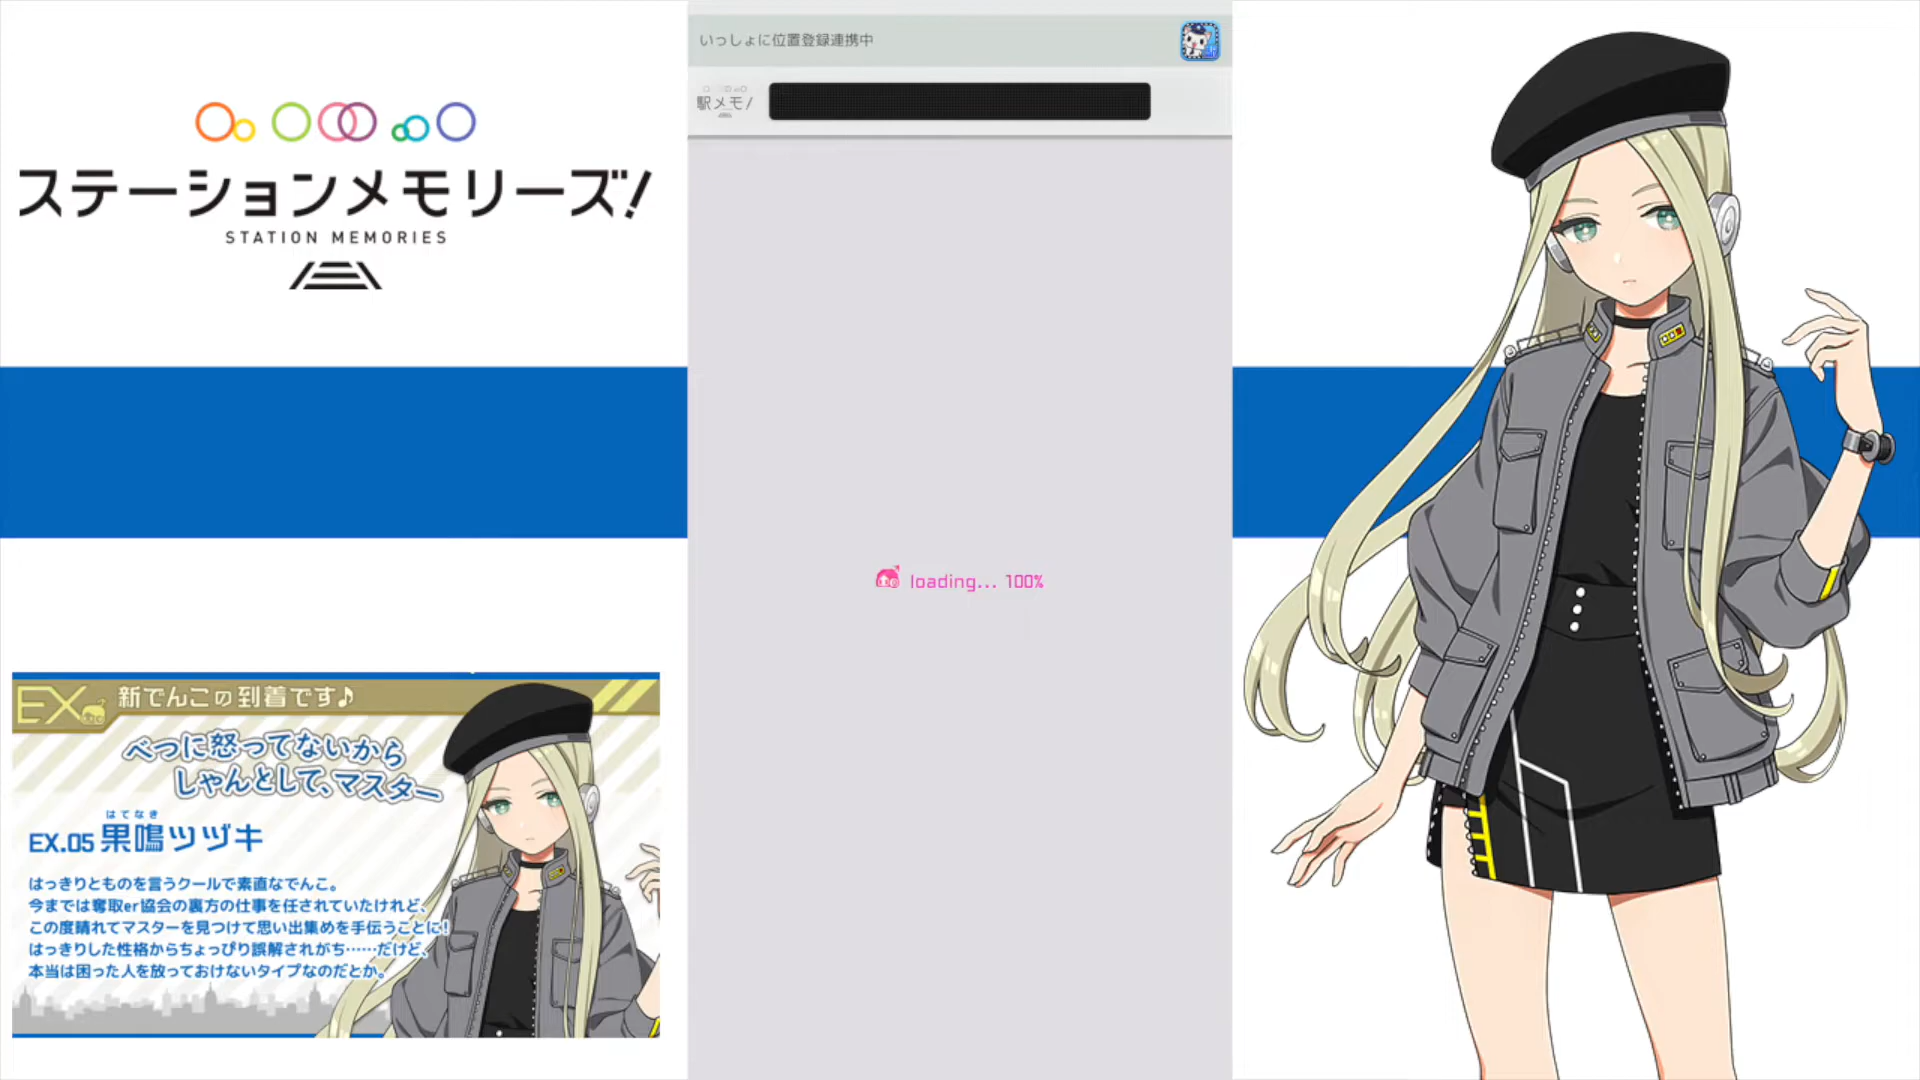 ステーションメモリーズ!
STATION MEMORIES
いっしょに位置登録連携中
駅メモ!
loading... 100%
EX
新でんこの到着です♪
べつに怒ってないから
しゃんとして、マスター
はてなき
EX.05 果鳴ツヅキ
はっきりとものを言うクールで素直なでんこ。
今までは奪取er協会の裏方の仕事を任されていたけれど、
この度晴れてマスターを見つけて思い出集めを手伝うことに!
はっきりした性格からちょっぴり誤解されがち……だけど、
本当は困った人を放っておけないタイプなのだとか。